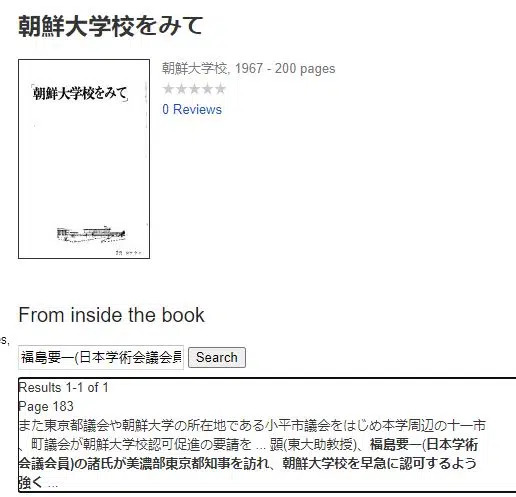 朝鮮大学校をみて
朝鮮大学校, 1967 - 200 pages
★★★★★
0 Reviews
「朝鮮大学校をみて」
From inside the book
s,
福島要一(日本学術会議会員
Search
Results 1-1 of 1
Page 183
また東京都議会や朝鮮大学の所在地である小平市議会をはじめ本学周辺の十一市
、町議会が朝鮮大学校認可促進の要請を ... 顕(東大助教授)、福島要一(日本学術
会議会員)の諸氏が美濃部東京都知事を訪れ、朝鮮大学校を早急に認可するよう
強く ...